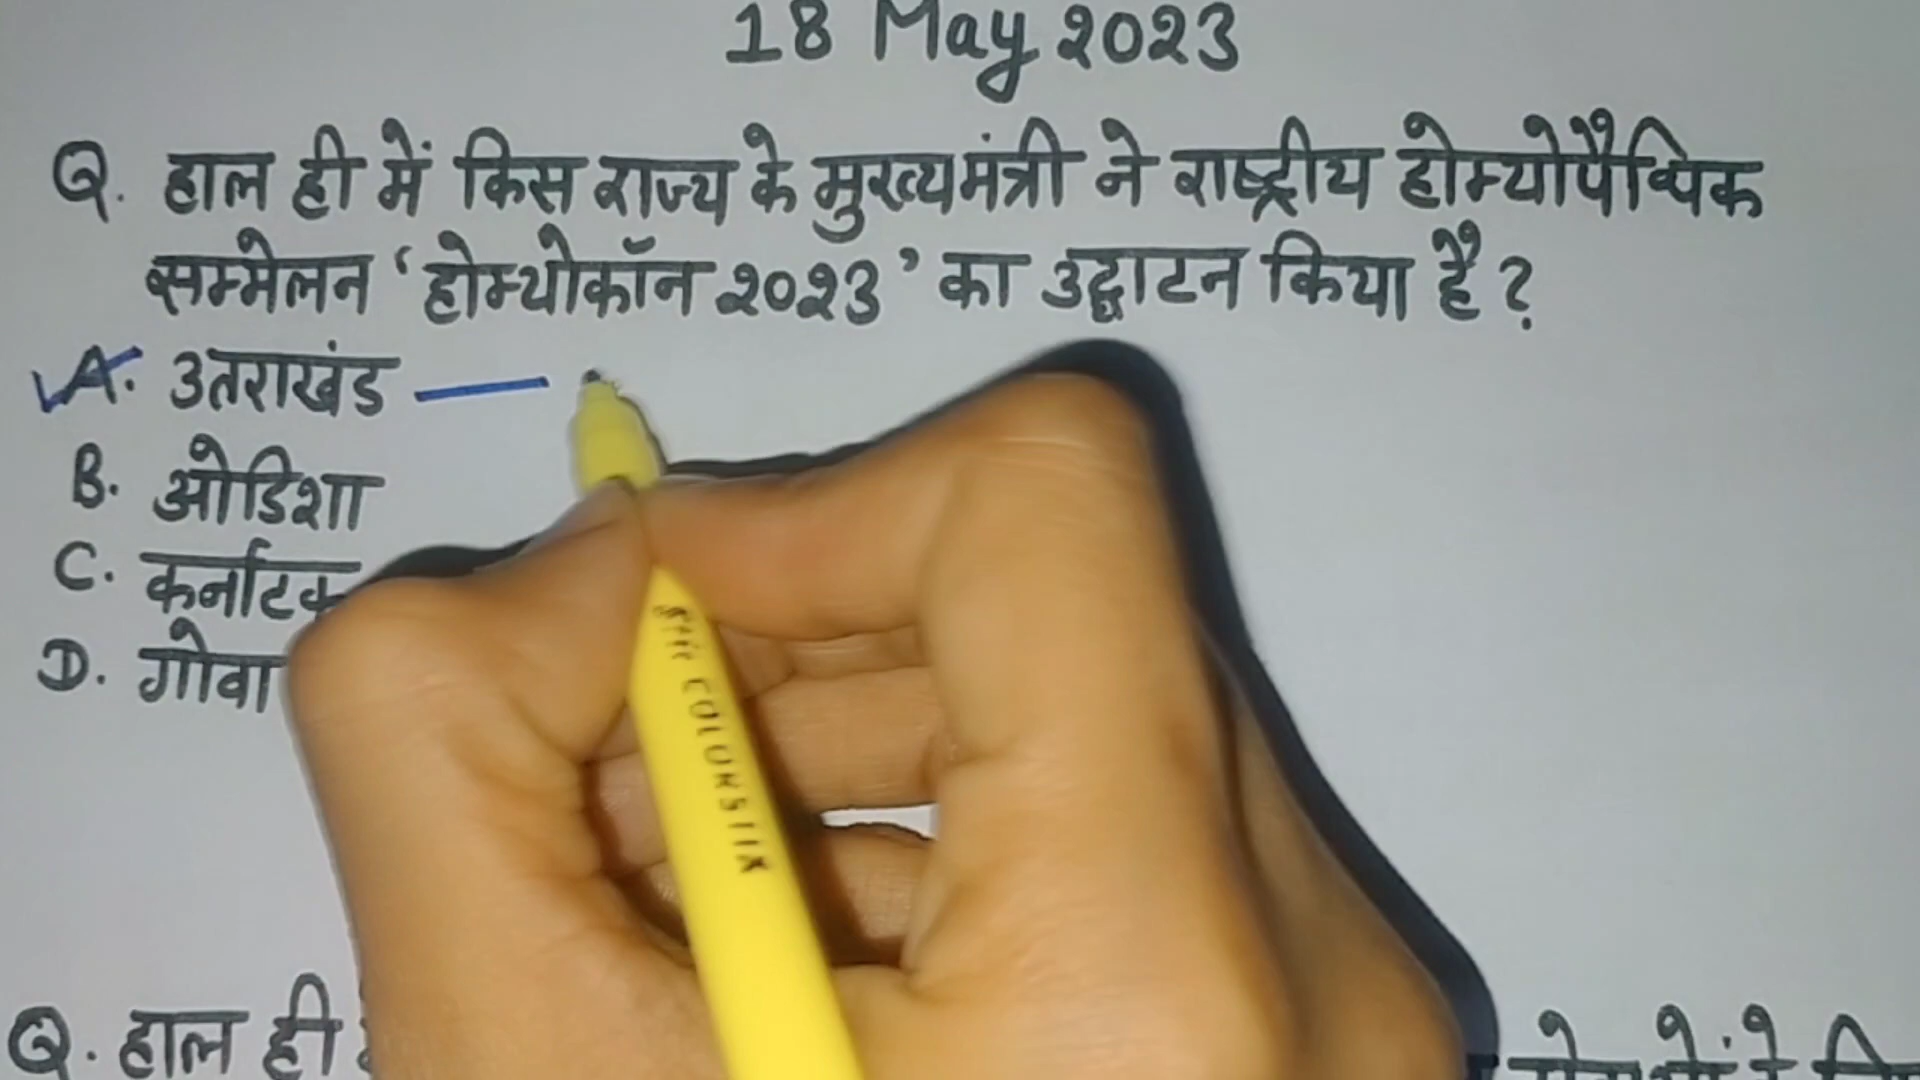 18 May 2023
Q. हाल ही में किस राज्य के मुख्यमंत्री ने राष्ट्रीय होम्योपैथिक
सम्मेलन ‘होम्योकॉन 2023’ का उद्घाटन किया है?
A. उतराखंड —
B. ओडिशा
C. कर्नाटक
D. गोवा
COLORSTIX
Q. हाल ही